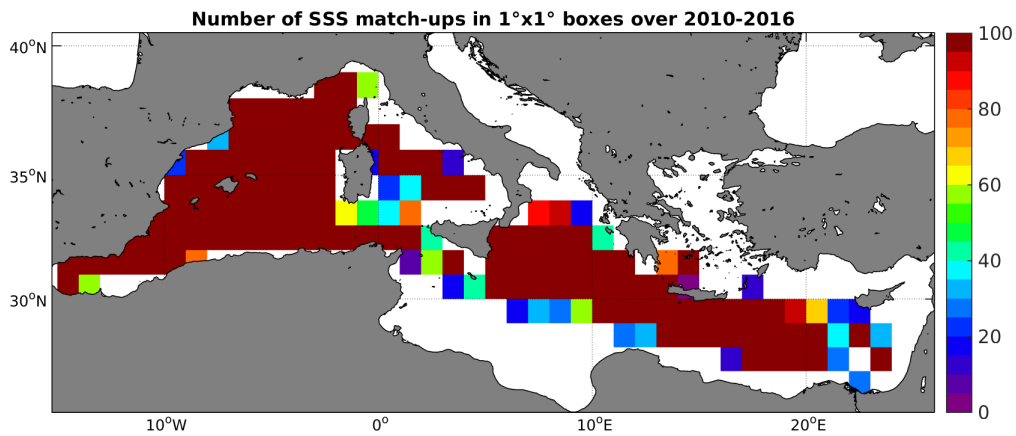 Number of SSS match-ups in 1°x1° boxes over 2010-2016
40°N
35°N
30°N
10°W
0°
10°E
20°E
100
80
60
40
20
0